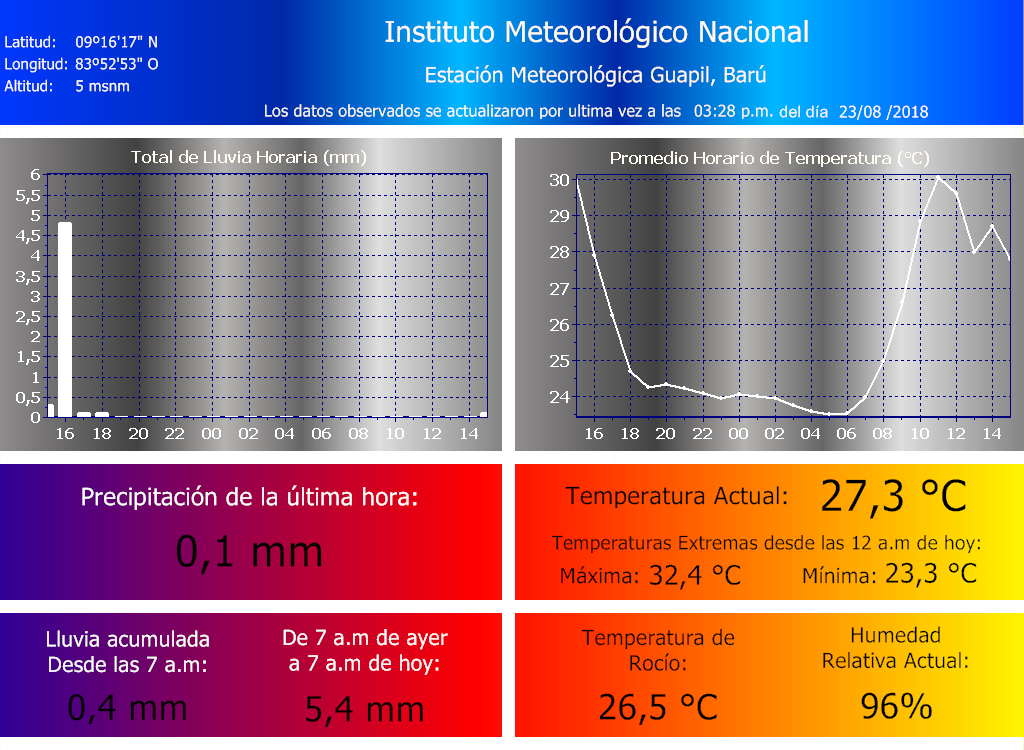 Instituto Meteorológico Nacional
Latitud: 09º16'17" N
Longitud: 83º52'53" O
Altitud: 5 msnm
Estación Meteorológica Guapil, Barú
Los datos observados se actualizaron por ultima vez a las 03:28 p.m. del día 23/08 /2018
Total de Lluvia Horaria (mm)
6
5,5
5
4,5
4
3,5
3
2,5
2
1,5
1
0,5
0
16 18 20 22 00 02 04 06 08 10 12 14
Promedio Horario de Temperatura (°C)
30
29
28
27
26
25
24
16 18 20 22 00 02 04 06 08 10 12 14
Precipitación de la última hora:
0,1 mm
Temperatura Actual: 27,3 °C
Temperaturas Extremas desde las 12 a.m de hoy:
Máxima: 32,4 °C Mínima: 23,3 °C
Lluvia acumulada
Desde las 7 a.m:
0,4 mm
De 7 a.m de ayer
a 7 a.m de hoy:
5,4 mm
Temperatura de
Rocío:
26,5 °C
Humedad
Relativa Actual:
96%